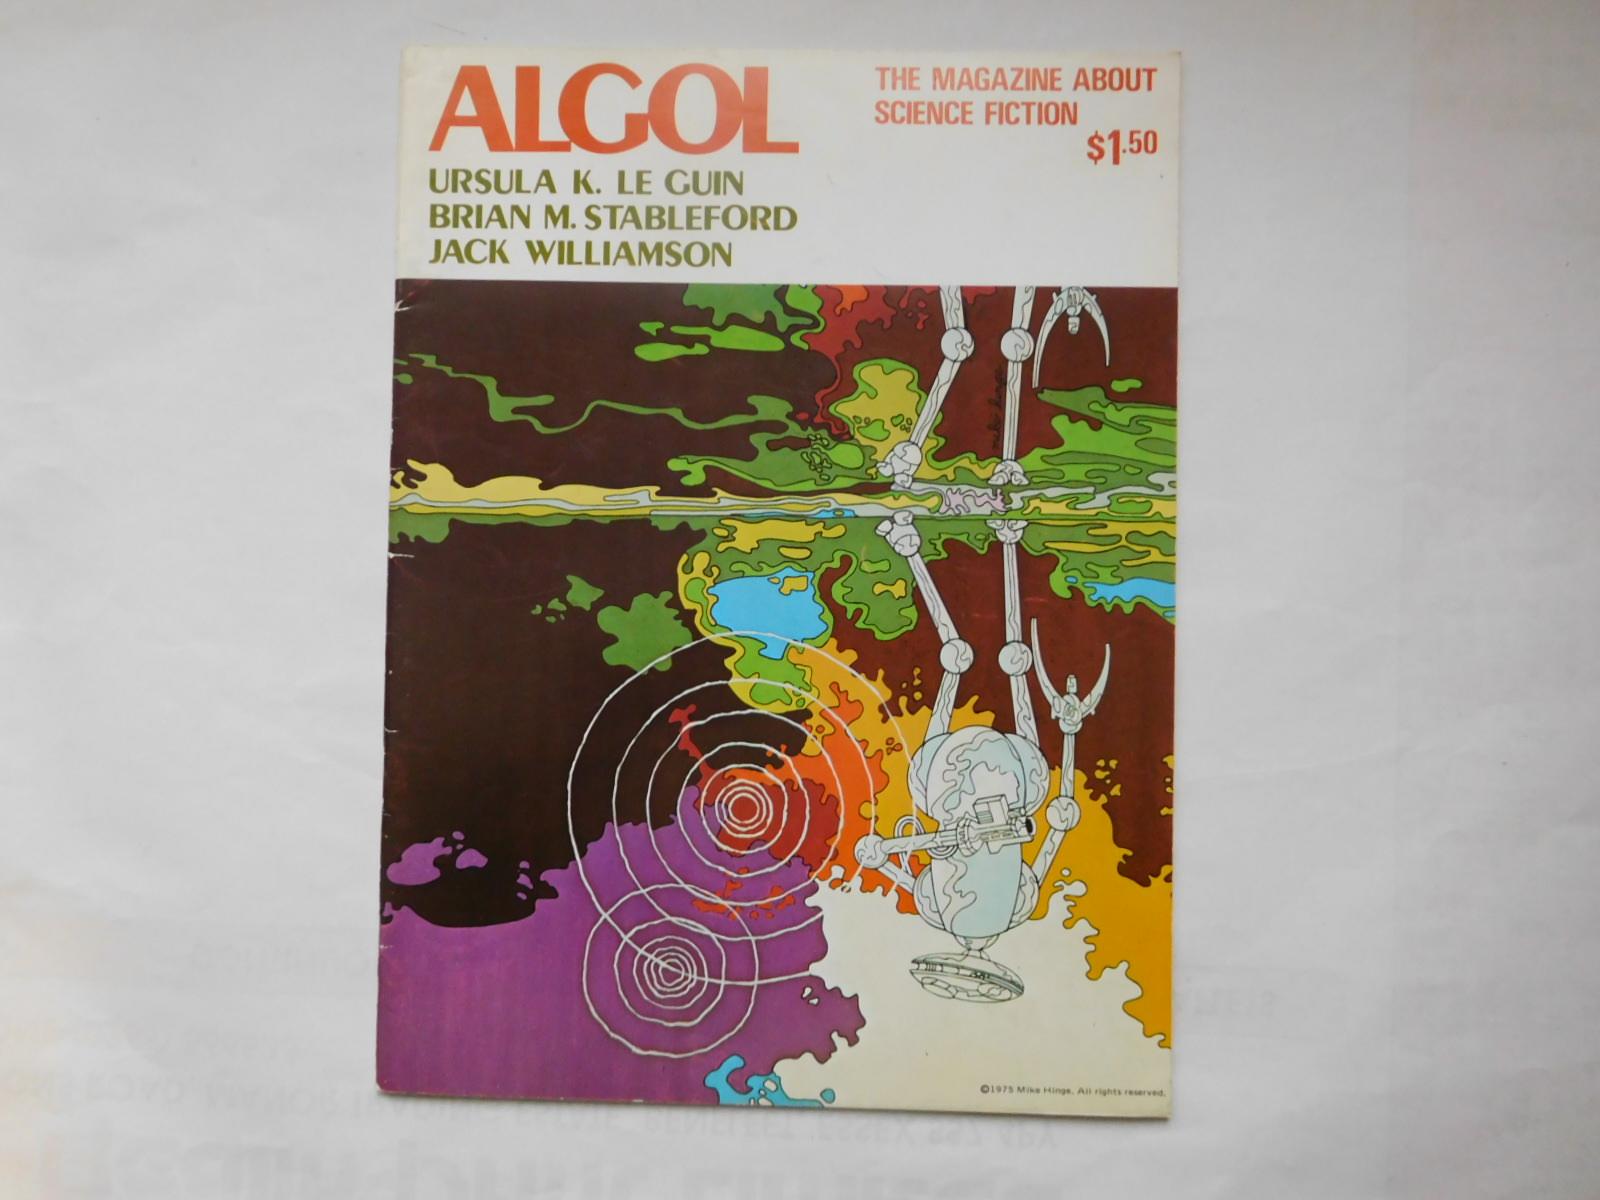 ALGOL
THE MAGAZINE ABOUT
SCIENCE FICTION
$1.50
URSULA K. LE GUIN
BRIAN M. STABLEFORD
JACK WILLIAMSON
©1975 Mike Hinge. All rights reserved.